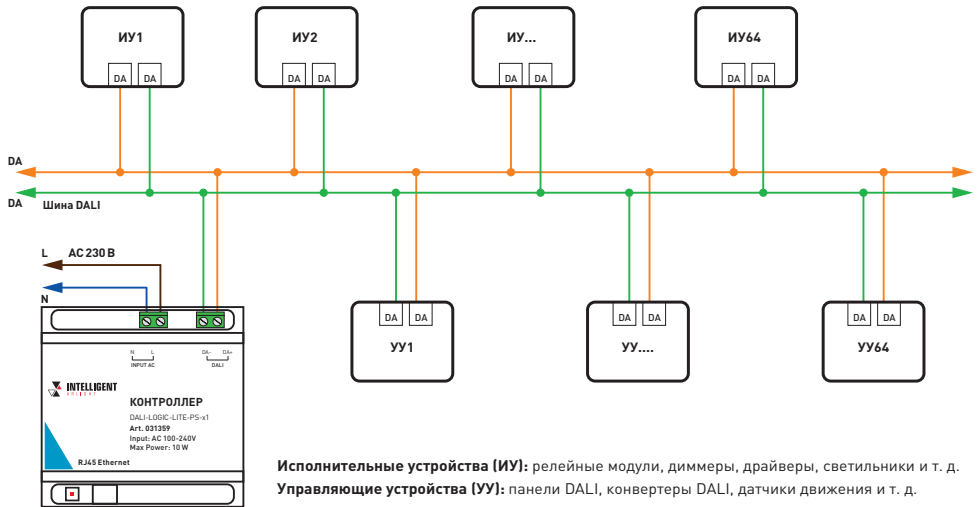 ИУ1 ИУ2 ИУ... ИУ64
DA DA DA DA DA DA DA DA
DA
DA Шина DALI
L AC 230 В
N
DA DA DA DA DA DA
УУ1 УУ.... УУ64
N L DA- DA+
INPUT AC DALI
INTELLIGENT
ARLIGHT
КОНТРОЛЛЕР
DALI-LOGIC-LITE-PS-x1
Art. 031359
Input: AC 100-240V
Max Power: 10 W
RJ45 Ethernet
Исполнительные устройства (ИУ): релейные модули, диммеры, драйверы, светильники и т. д.
Управляющие устройства (УУ): панели DALI, конвертеры DALI, датчики движения и т. д.